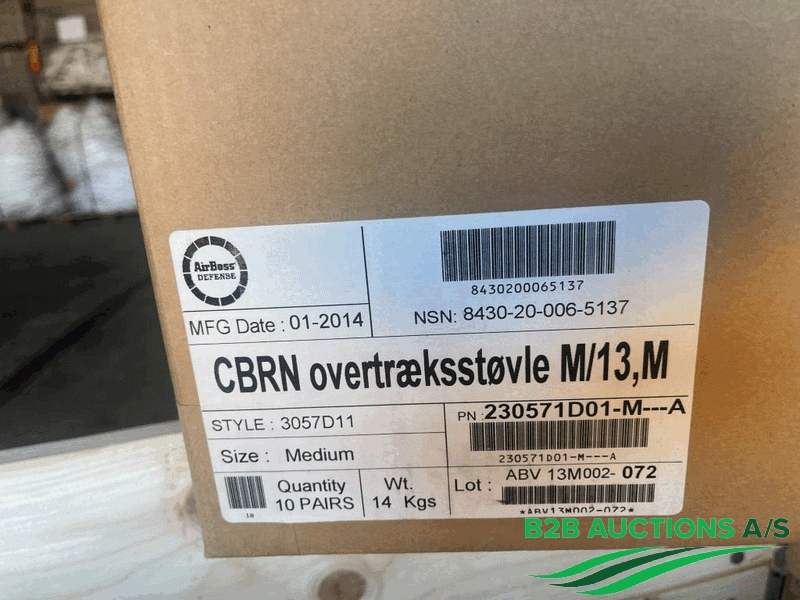 AirBoss
DEFENSE
8430200065137
NSN: 8430-20-006-5137
MFG Date : 01-2014
CBRN overtræksstøvle M/13,M
STYLE : 3057D11
Size : Medium
PN :230571D01-M---A
230571D01-M---A
Quantity
10 PAIRS
10
Wt.
14 Kgs
Lot : ABV 13M002- 072
*ABV13M002-072*
B2B AUCTIONS A/S